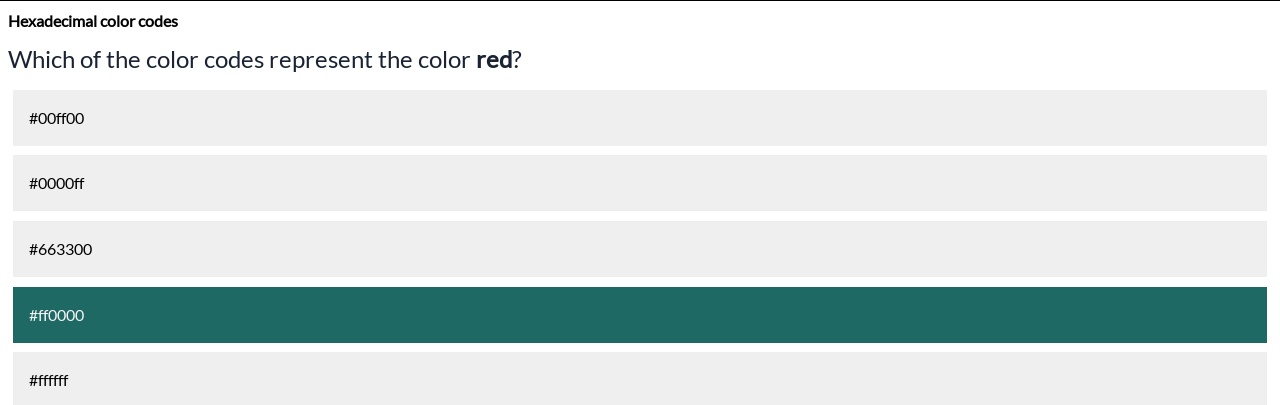 Hexadecimal color codes
Which of the color codes represent the color red?
#00ff00
#0000ff
#663300
#ff0000
#ffffff